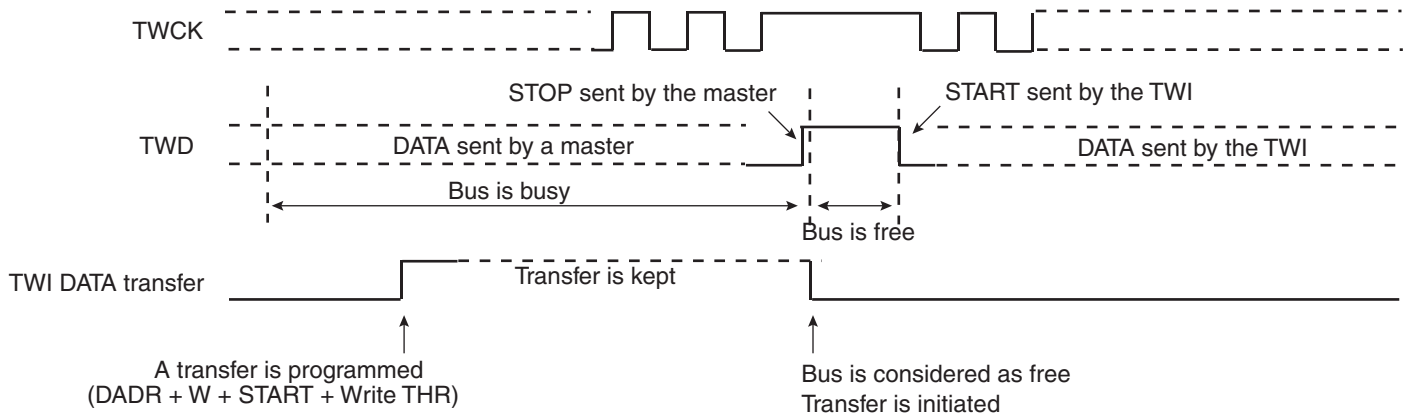 TWCK
STOP sent by the master
START sent by the TWI
TWD
DATA sent by a master
DATA sent by the TWI
Bus is busy
Bus is free
TWI DATA transfer
Transfer is kept
A transfer is programmed
(DADR + W + START + Write THR)
Bus is considered as free
Transfer is initiated